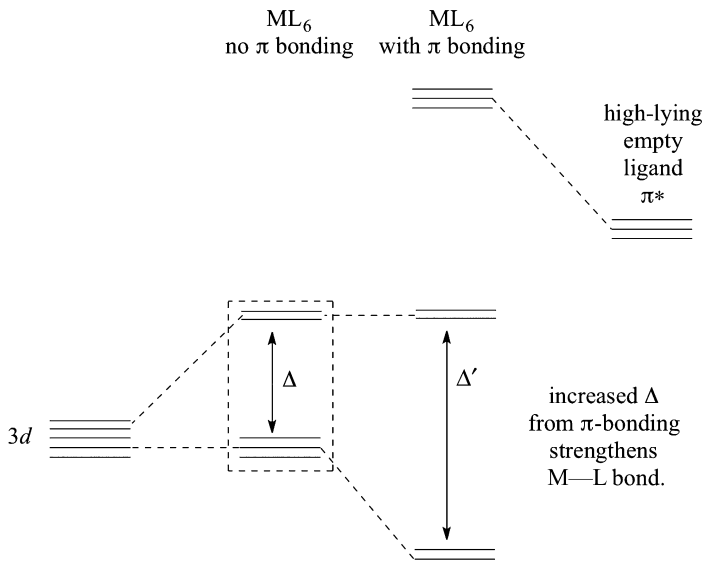 ML₆
no π bonding
ML₆
with π bonding
high-lying
empty
ligand
π*
Δ
Δ′
3d
increased Δ
from π-bonding
strengthens
M—L bond.